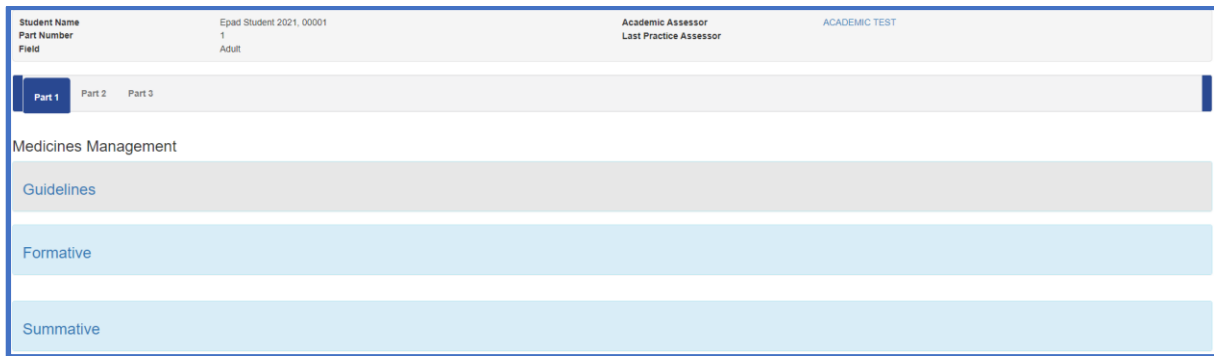 Student Name Epad Student 2021, 00001 Academic Assessor ACADEMIC TEST
Part Number 1 Last Practice Assessor
Field Adult
Part 1 Part 2 Part 3
Medicines Management
Guidelines
Formative
Summative